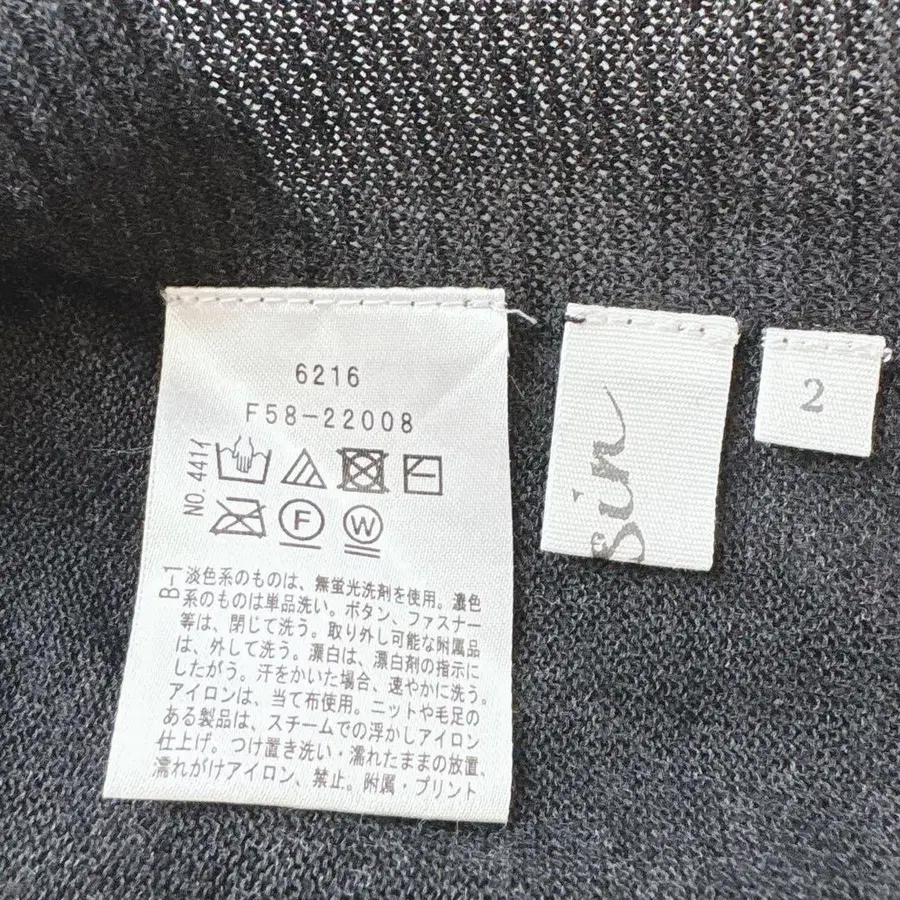 6216
F58-22008
NO. 441イ
F
W
B-1
淡色系のものは、無蛍光洗剤を使用。濃色
系のものは単品洗い。ボタン、ファスナー
等は、閉じて洗う。取り外し可能な附属品
は、外して洗う。漂白は、漂白剤の指示に
したがう。汗をかいた場合、速やかに洗う。
アイロンは、当て布使用。ニットや毛足の
ある製品は、スチームでの浮かしアイロン
仕上げ。つけ置き洗い・濡れたままの放置、
濡れがけアイロン、禁止。附属・プリント
sin
2